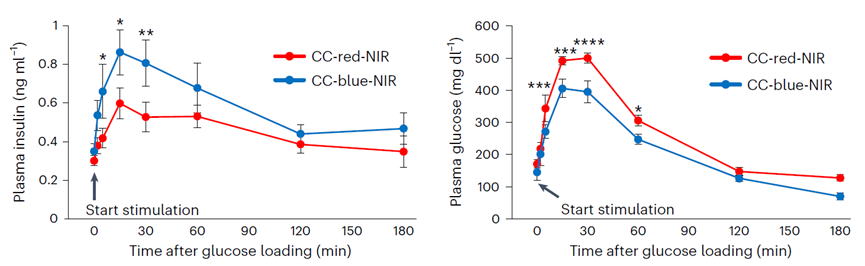 Plasma insulin (ng ml⁻¹)
1
0.8
0.6
0.4
0.2
0
*
*
**
CC-red-NIR
CC-blue-NIR
Start stimulation
0 30 60 90 120 150 180
Time after glucose loading (min)
Plasma glucose (mg dl⁻¹)
600
500
400
300
200
100
0
***
***
****
*
CC-red-NIR
CC-blue-NIR
Start stimulation
0 30 60 90 120 150 180
Time after glucose loading (min)